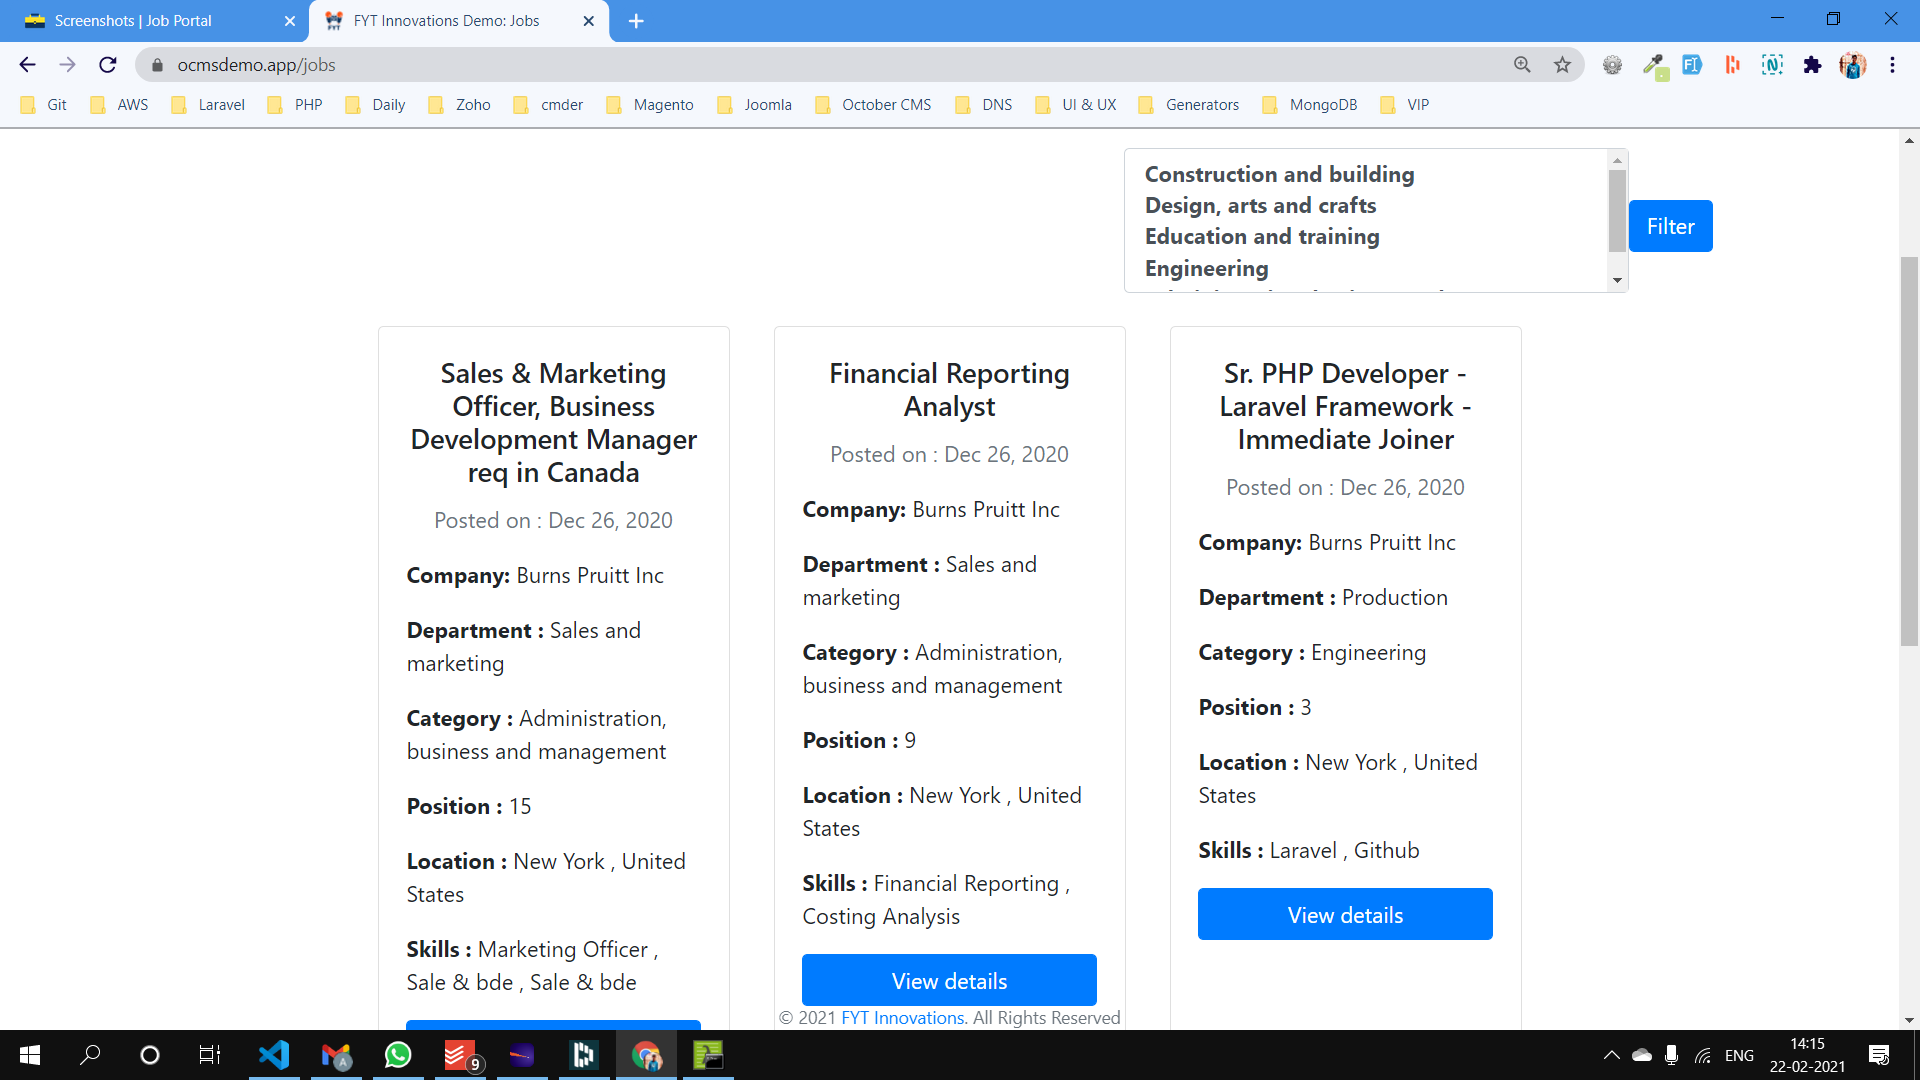 Screenshots | Job Portal
FYT Innovations Demo: Jobs
ocmsdemo.app/jobs
Git
AWS
Laravel
PHP
Daily
Zoho
cmder
Magento
Joomla
October CMS
DNS
UI & UX
Generators
MongoDB
VIP
Construction and building
Design, arts and crafts
Education and training
Engineering
Filter
Sales & Marketing
Officer, Business
Development Manager
req in Canada
Posted on : Dec 26, 2020
Company: Burns Pruitt Inc
Department : Sales and
marketing
Category : Administration,
business and management
Position : 15
Location : New York , United
States
Skills : Marketing Officer ,
Sale & bde , Sale & bde
Financial Reporting
Analyst
Posted on : Dec 26, 2020
Company: Burns Pruitt Inc
Department : Sales and
marketing
Category : Administration,
business and management
Position : 9
Location : New York , United
States
Skills : Financial Reporting ,
Costing Analysis
View details
Sr. PHP Developer -
Laravel Framework -
Immediate Joiner
Posted on : Dec 26, 2020
Company: Burns Pruitt Inc
Department : Production
Category : Engineering
Position : 3
Location : New York , United
States
Skills : Laravel , Github
View details
© 2021 FYT Innovations. All Rights Reserved
A
9
ENG
14:15
22-02-2021